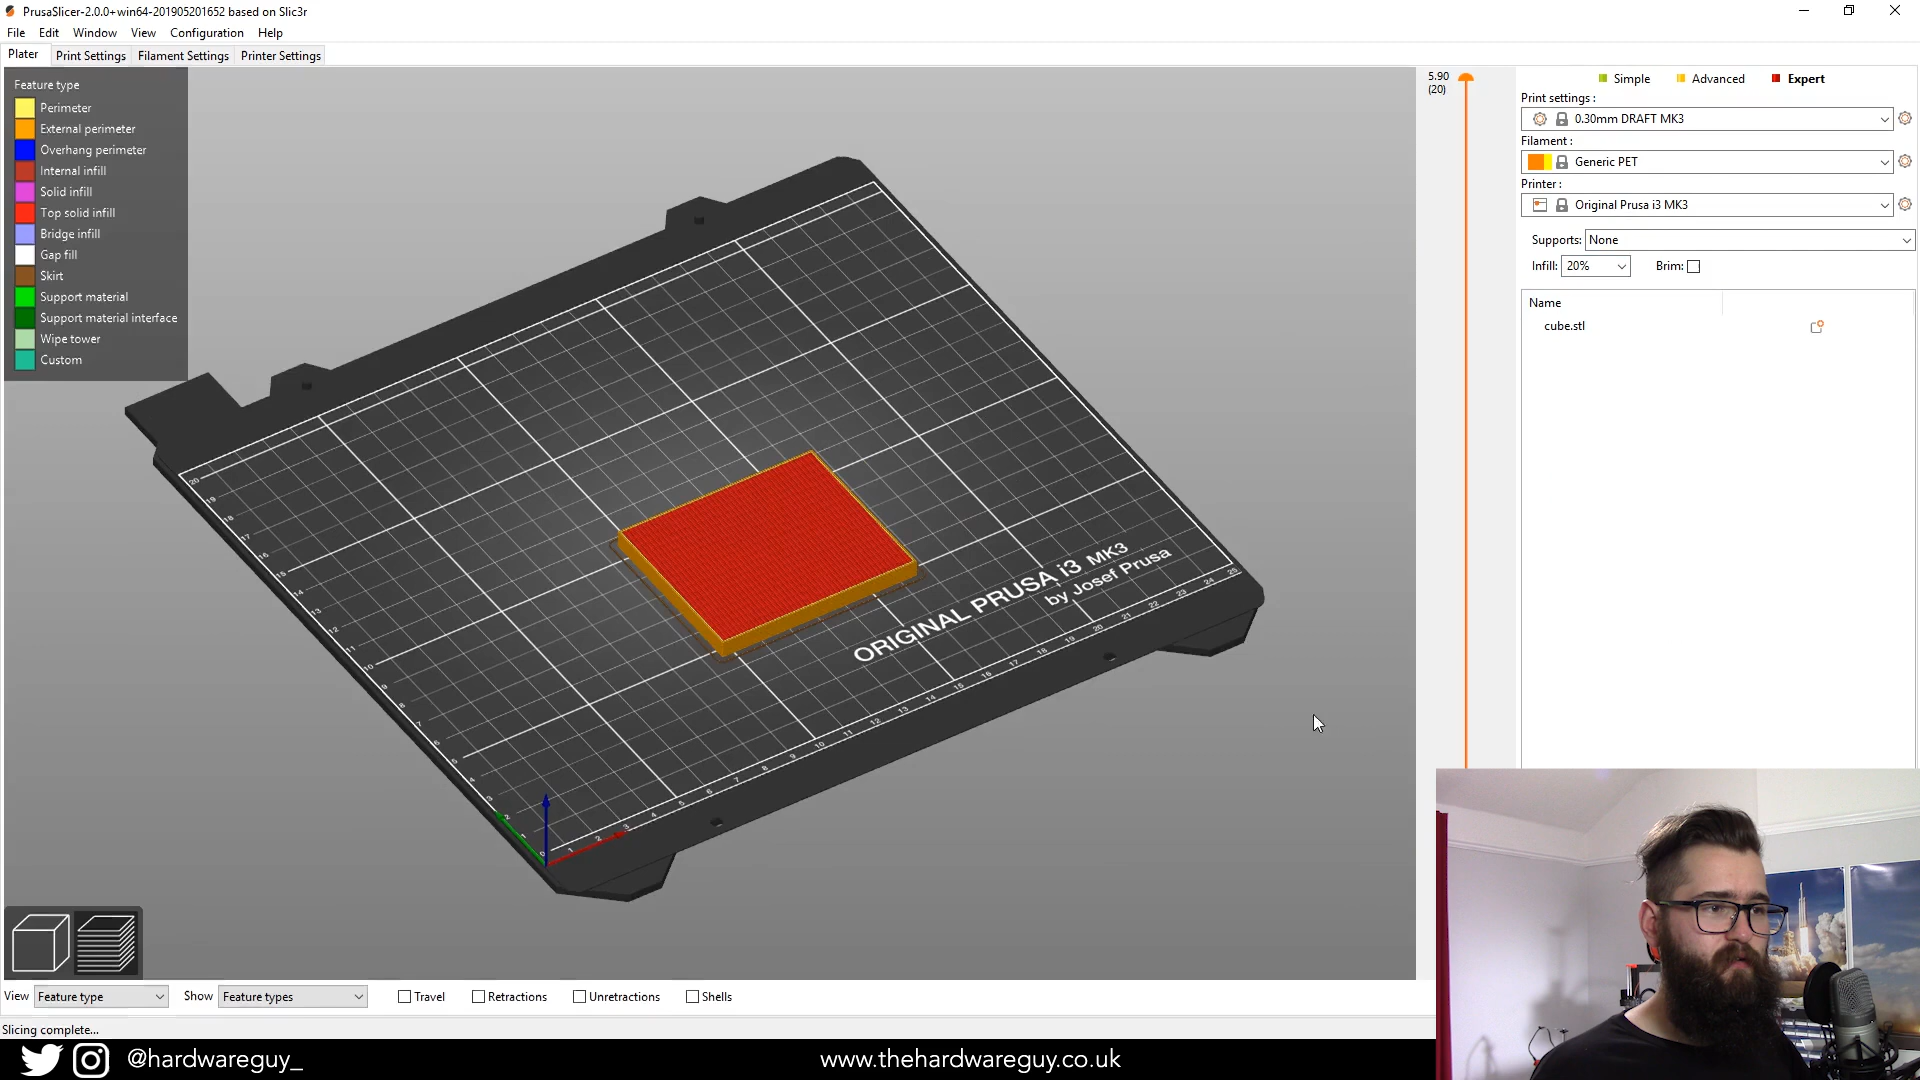 PrusaSlicer-2.0.0+win64-201905201652 based on Slic3r
File Edit Window View Configuration Help
Plater Print Settings Filament Settings Printer Settings
Feature type
Perimeter
External perimeter
Overhang perimeter
Internal infill
Solid infill
Top solid infill
Bridge infill
Gap fill
Skirt
Support material
Support material interface
Wipe tower
Custom
5.90
(20)
Simple Advanced Expert
Print settings :
0.30mm DRAFT MK3
Filament :
Generic PET
Printer :
Original Prusa i3 MK3
Supports: None
Infill: 20% Brim:
Name
cube.stl
ORIGINAL PRUSA i3 MK3
by Josef Prusa
View Feature type Show Feature types Travel Retractions Unretractions Shells
Slicing complete...
@hardwareguy_ www.thehardwareguy.co.uk